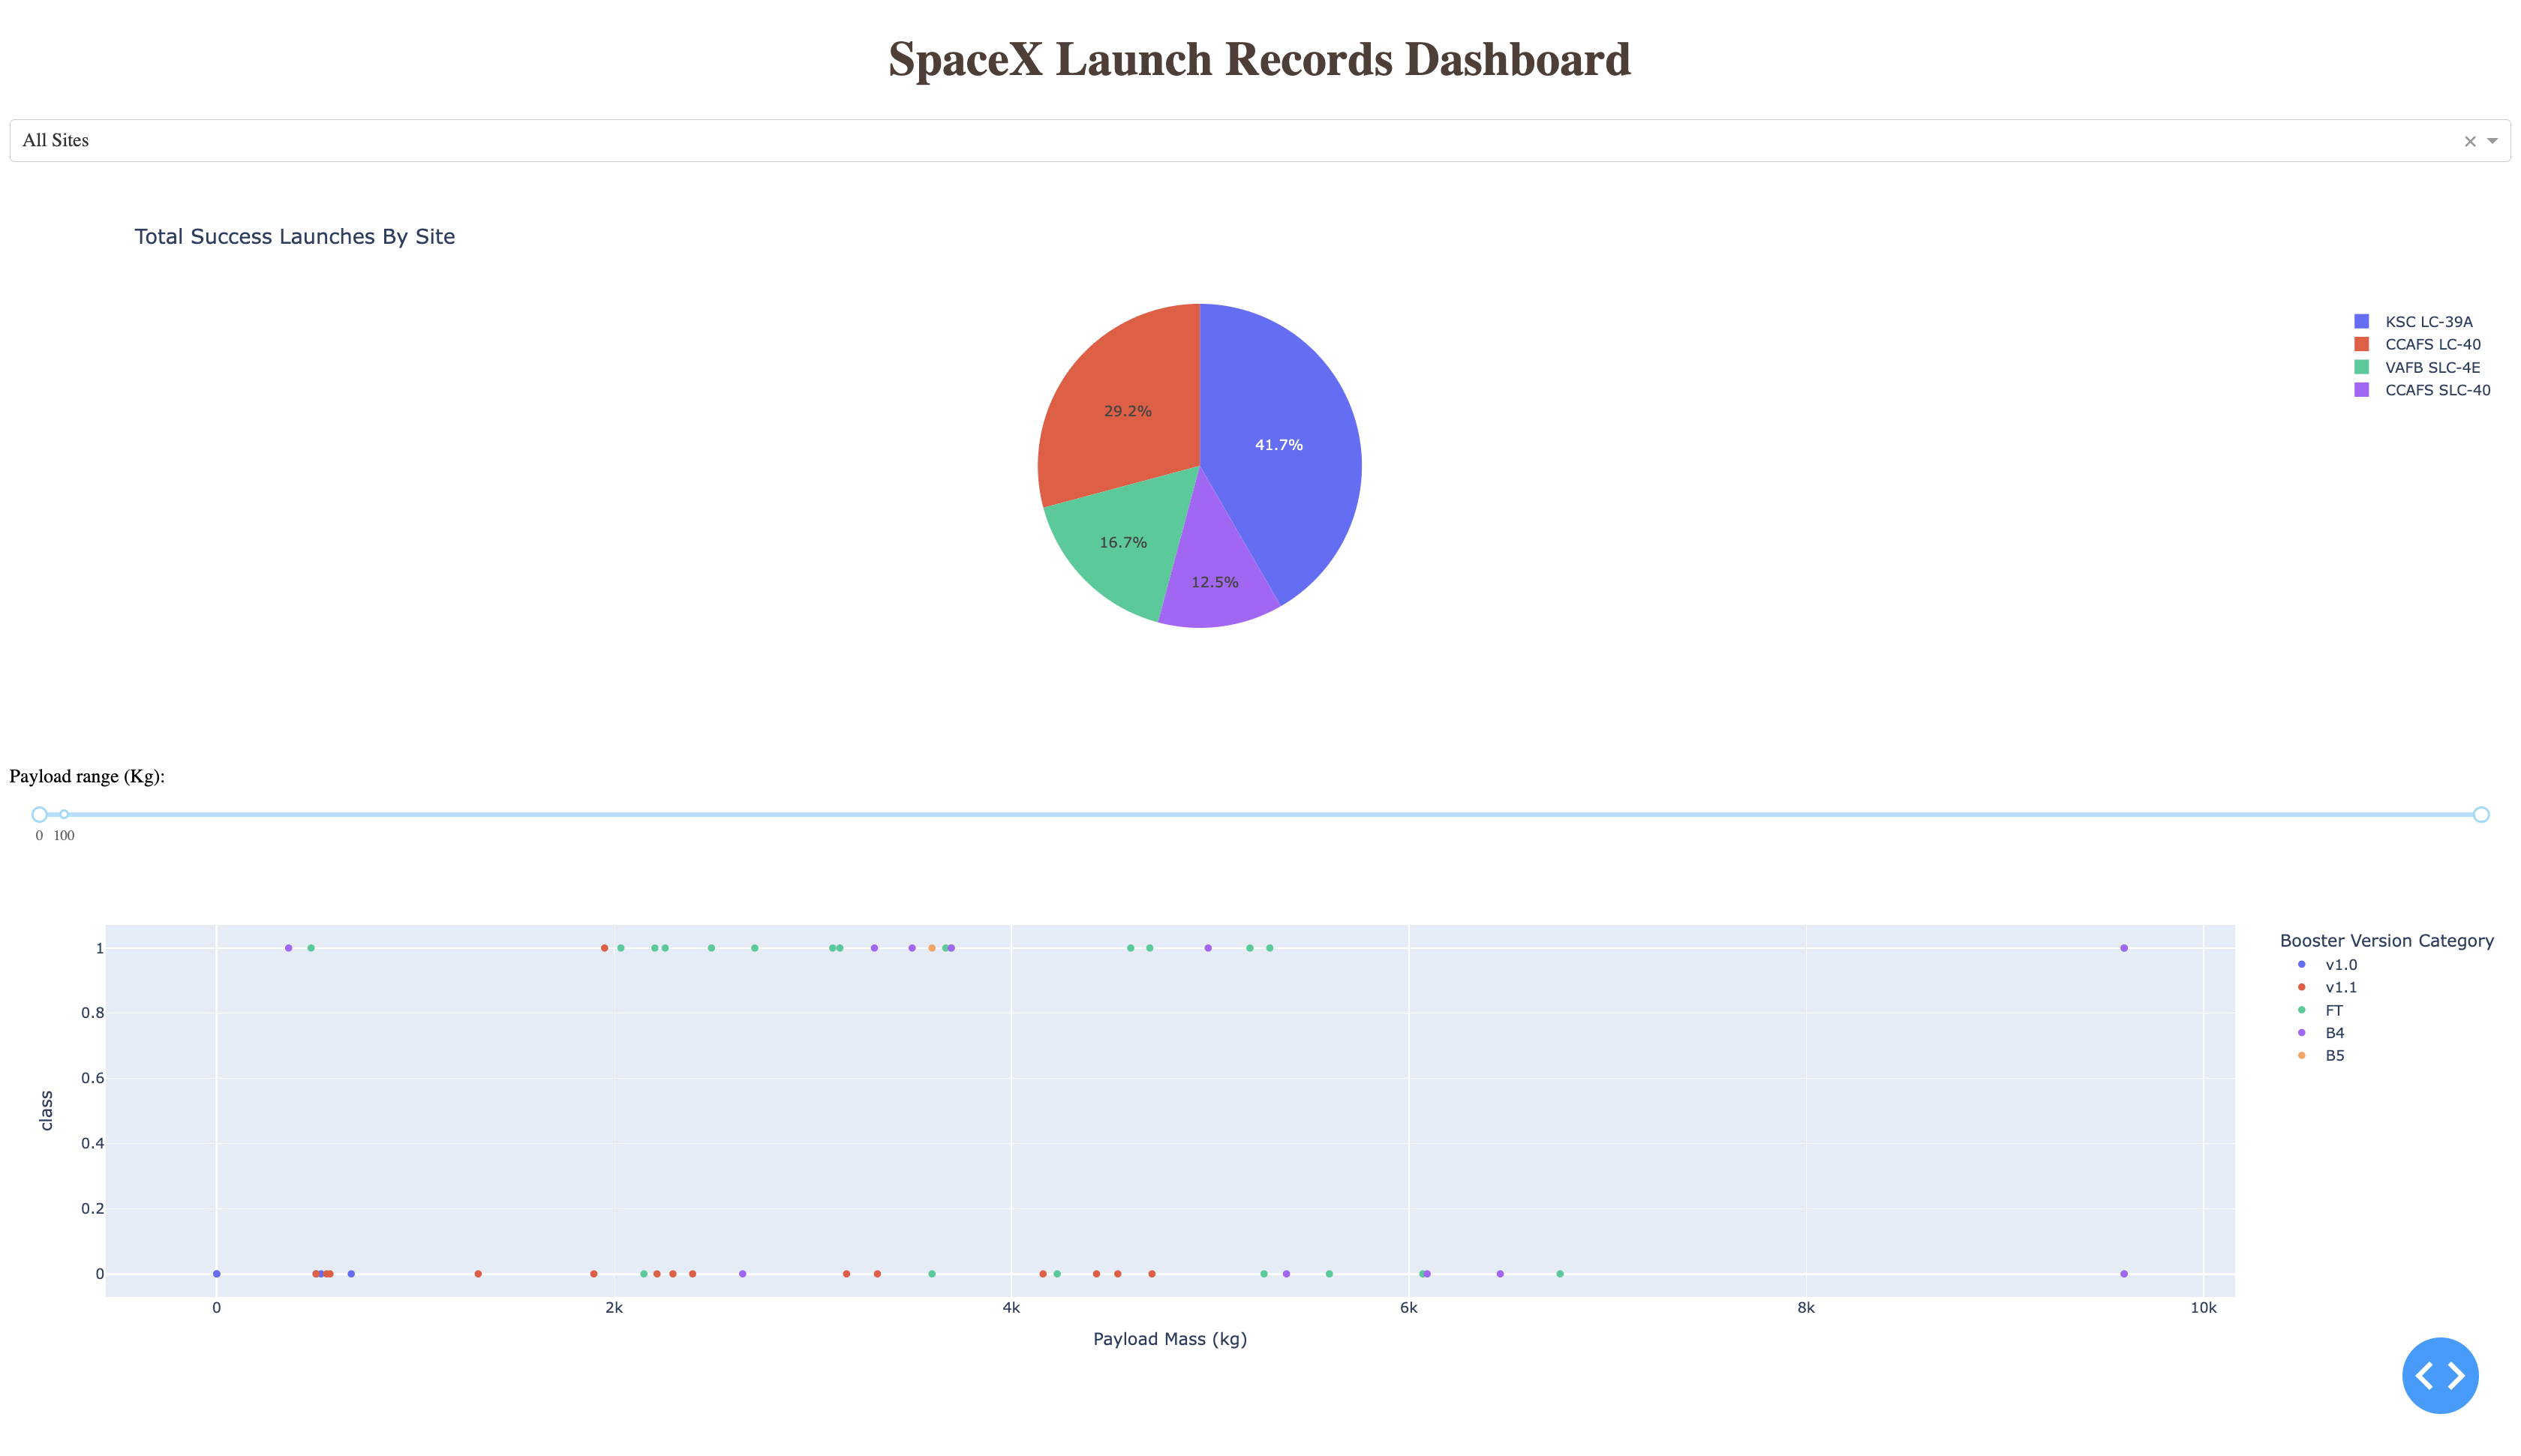 SpaceX Launch Records Dashboard
All Sites
Total Success Launches By Site
KSC LC-39A
CCAFS LC-40
VAFB SLC-4E
CCAFS SLC-40
29.2%
41.7%
16.7%
12.5%
Payload range (Kg):
0 100
Booster Version Category
v1.0
v1.1
FT
B4
B5
1
0.8
0.6
0.4
0.2
0
class
0 2k 4k 6k 8k 10k
Payload Mass (kg)